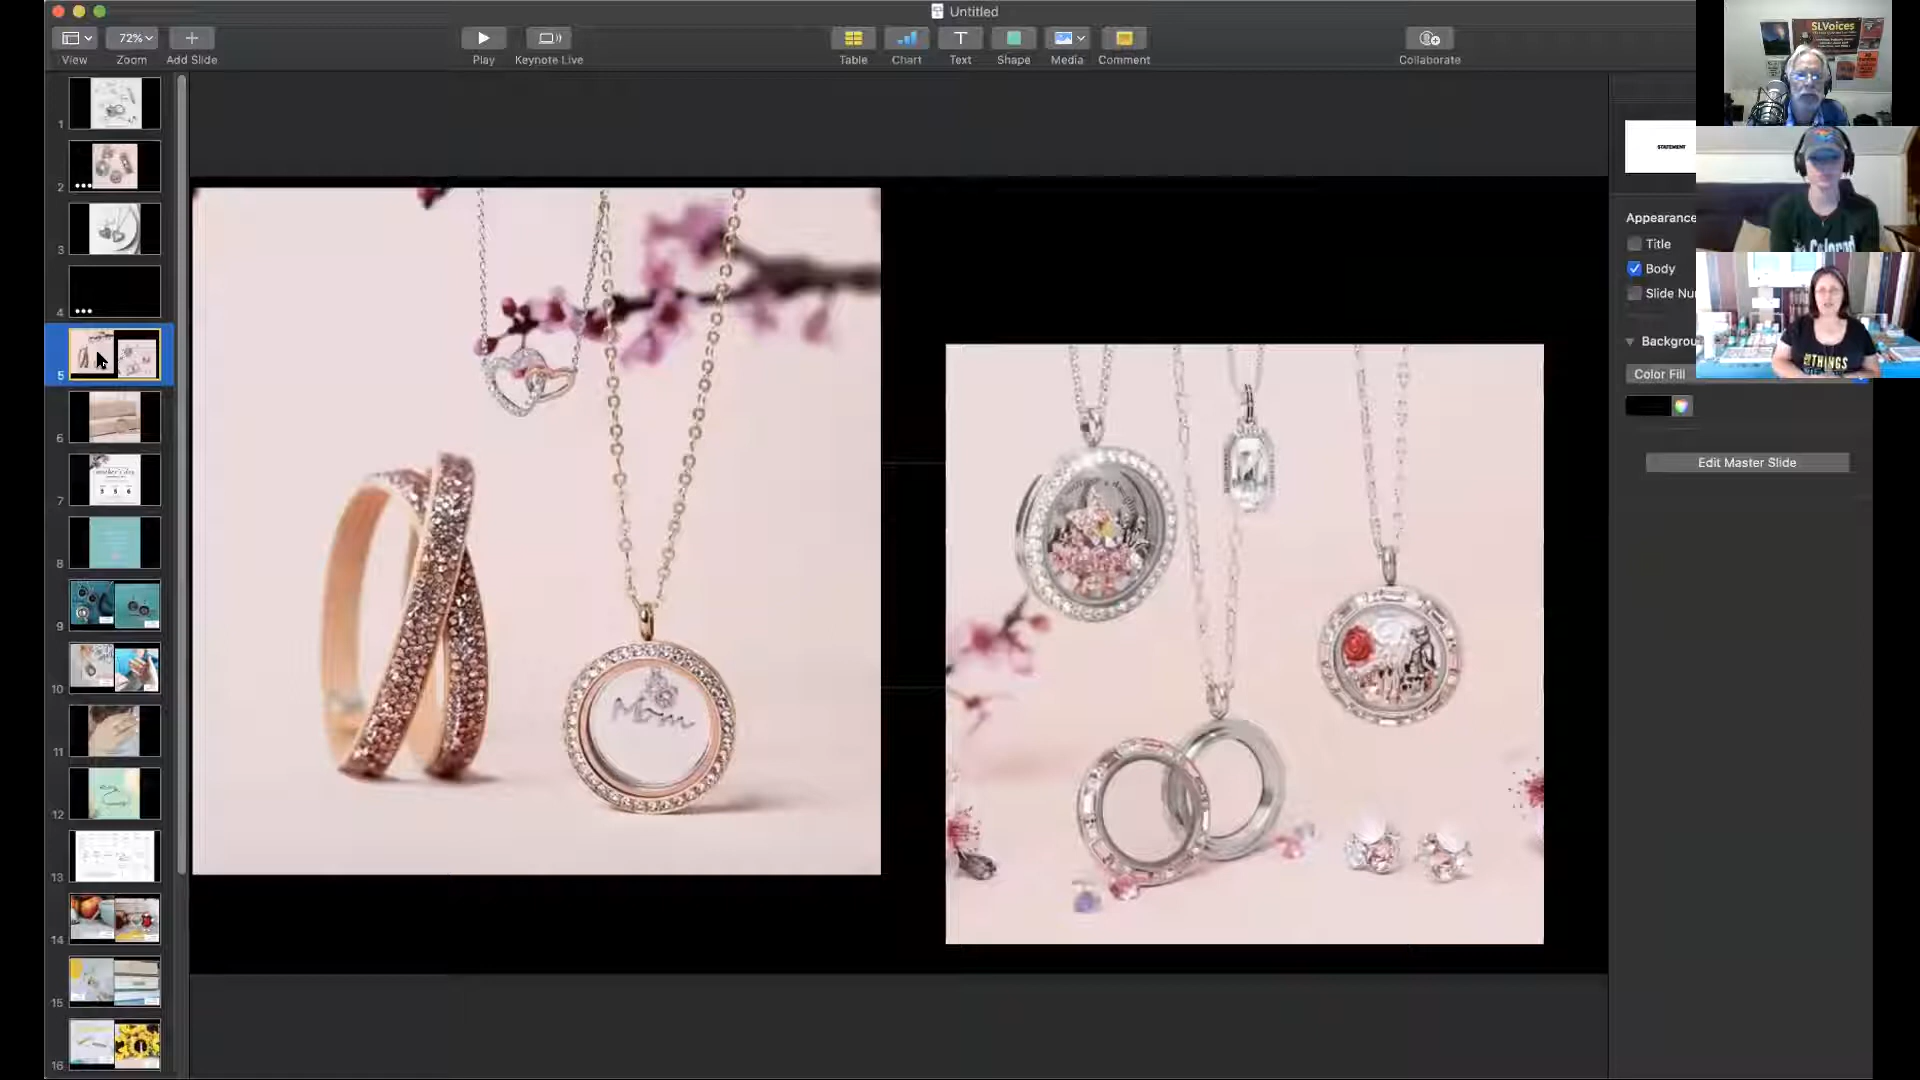 Untitled
72%
View
Zoom
Add Slide
Play
Keynote Live
Table
Chart
Text
Shape
Media
Comment
Collaborate
1
2
3
4
5
6
7
8
9
10
11
12
13
14
15
16
Mom
STATEMENT
Appearance
Title
Body
Slide Nu
Backgrou
Color Fill
Edit Master Slide
SLVoices
THINGS